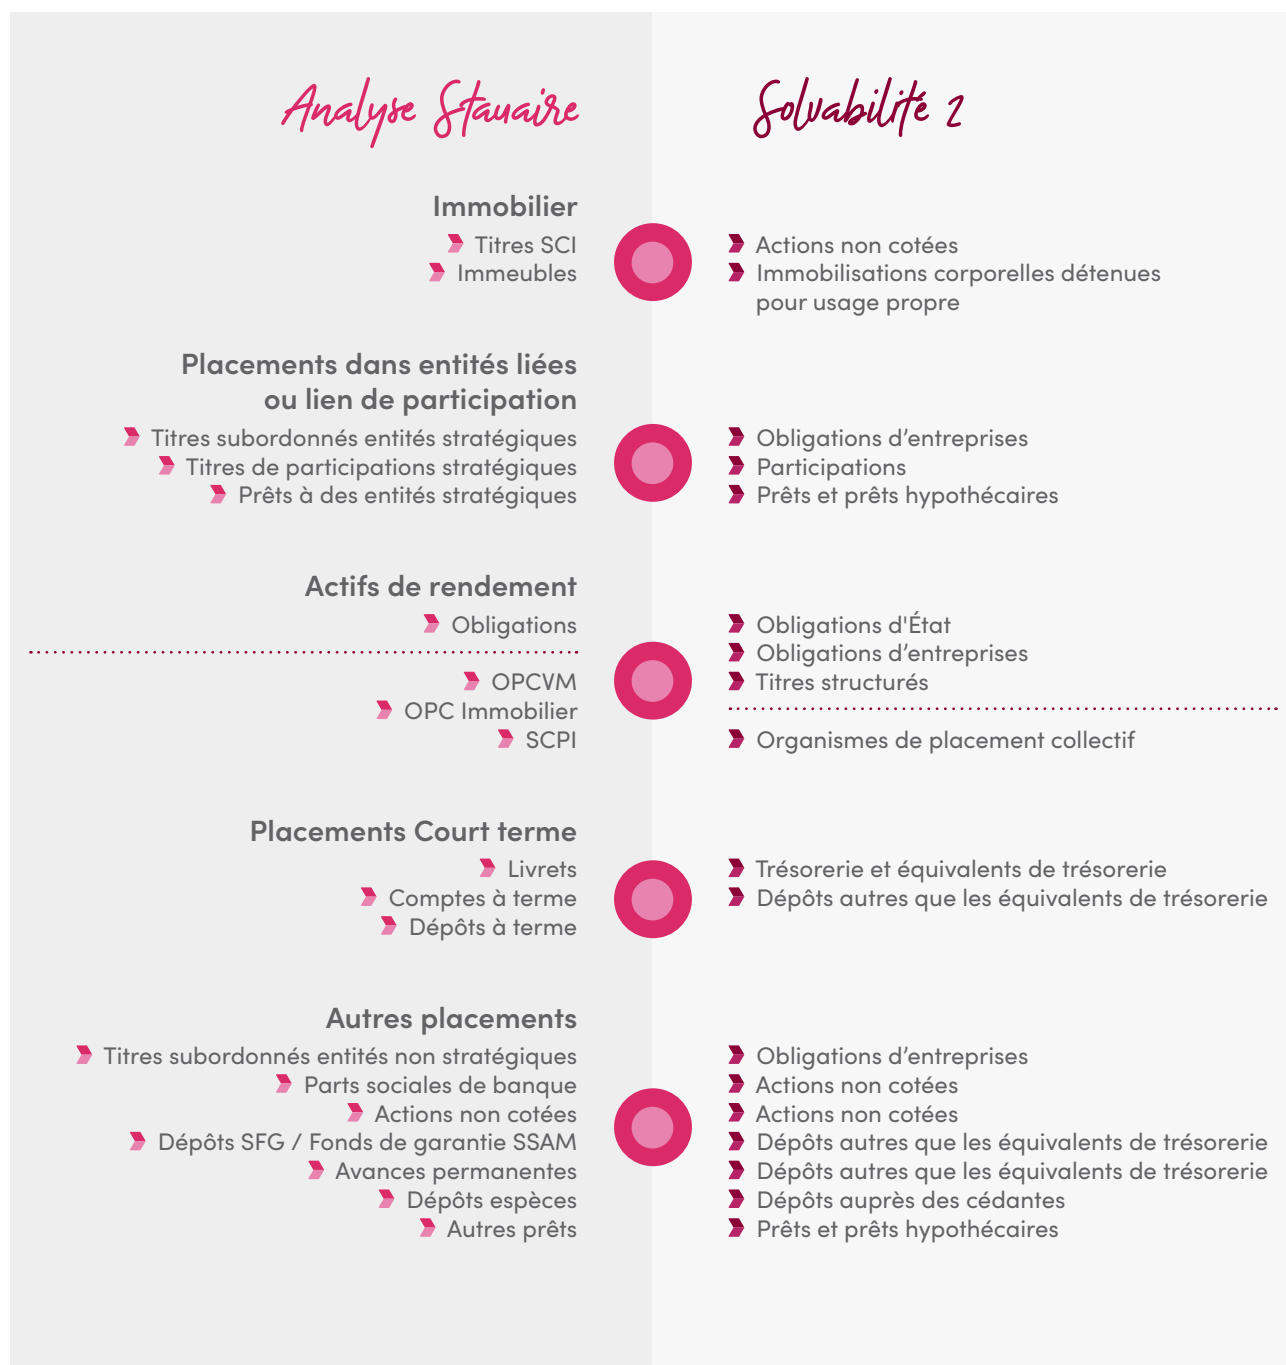 Analyse Stauaire
Solvabilité 2
Immobilier
Titres SCI
Immeubles
Actions non cotées
Immobilisations corporelles détenues
pour usage propre
Placements dans entités liées
ou lien de participation
Titres subordonnés entités stratégiques
Titres de participations stratégiques
Prêts à des entités stratégiques
Obligations d’entreprises
Participations
Prêts et prêts hypothécaires
Actifs de rendement
Obligations
OPCVM
OPC Immobilier
SCPI
Obligations d'État
Obligations d’entreprises
Titres structurés
Organismes de placement collectif
Placements Court terme
Livrets
Comptes à terme
Dépôts à terme
Trésorerie et équivalents de trésorerie
Dépôts autres que les équivalents de trésorerie
Autres placements
Titres subordonnés entités non stratégiques
Parts sociales de banque
Actions non cotées
Dépôts SFG / Fonds de garantie SSAM
Avances permanentes
Dépôts espèces
Autres prêts
Obligations d’entreprises
Actions non cotées
Actions non cotées
Dépôts autres que les équivalents de trésorerie
Dépôts autres que les équivalents de trésorerie
Dépôts auprès des cédantes
Prêts et prêts hypothécaires